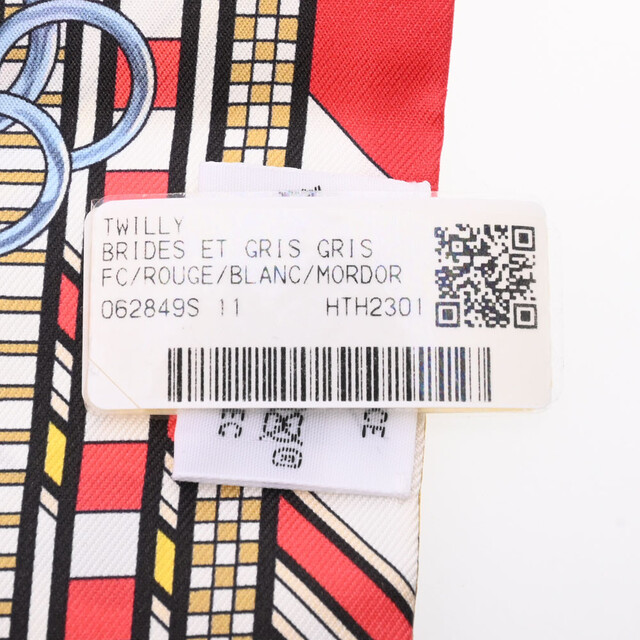 TWILLY
BRIDES ET GRIS GRIS
FC/ROUGE/BLANC/MORDOR
062849S 11 HTH2301